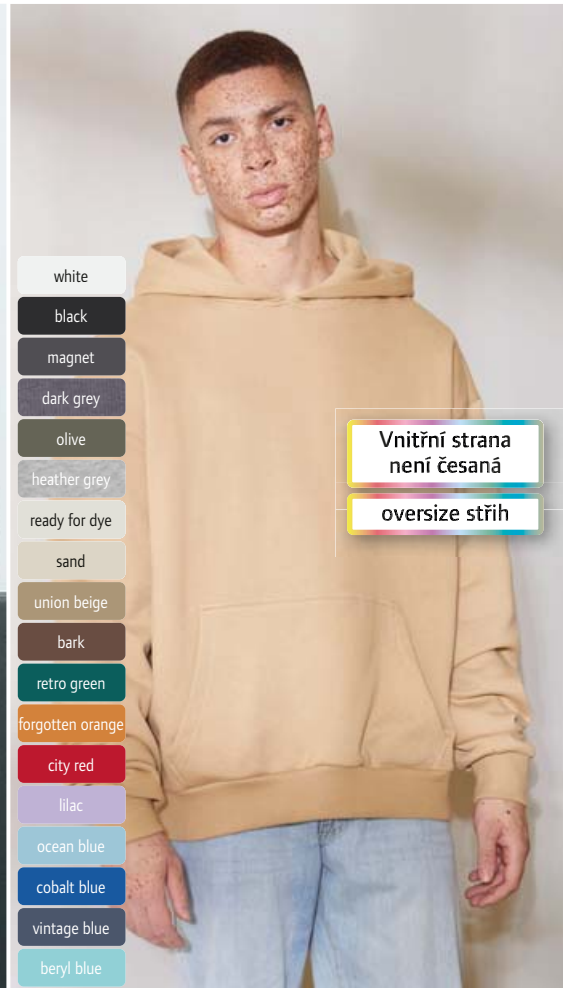 white
black
magnet
dark grey
olive
heather grey
ready for dye
sand
union beige
bark
retro green
forgotten orange
city red
lilac
ocean blue
cobalt blue
vintage blue
beryl blue
Vnitřní strana
není česaná
oversize střih